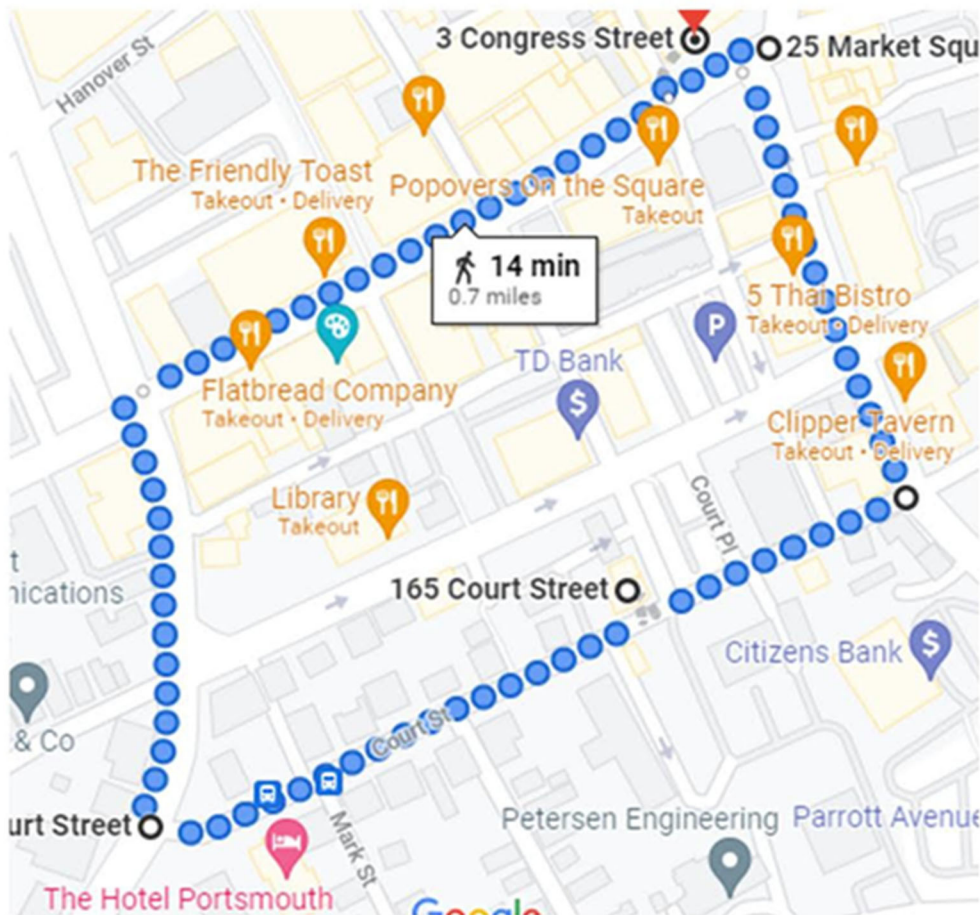 3 Congress Street
25 Market Squ
Hanover St
The Friendly Toast
Takeout • Delivery
Popovers On the Square
Takeout
14 min
0.7 miles
5 Thai Bistro
Takeout • Delivery
P
TD Bank
$
Flatbread Company
Takeout • Delivery
Clipper Tavern
Takeout • Delivery
Library
Takeout
Court Pl
t
nications
165 Court Street
Citizens Bank
$
& Co
Court St
urt Street
Mark St
Petersen Engineering
Parrott Avenue
The Hotel Portsmouth
Google